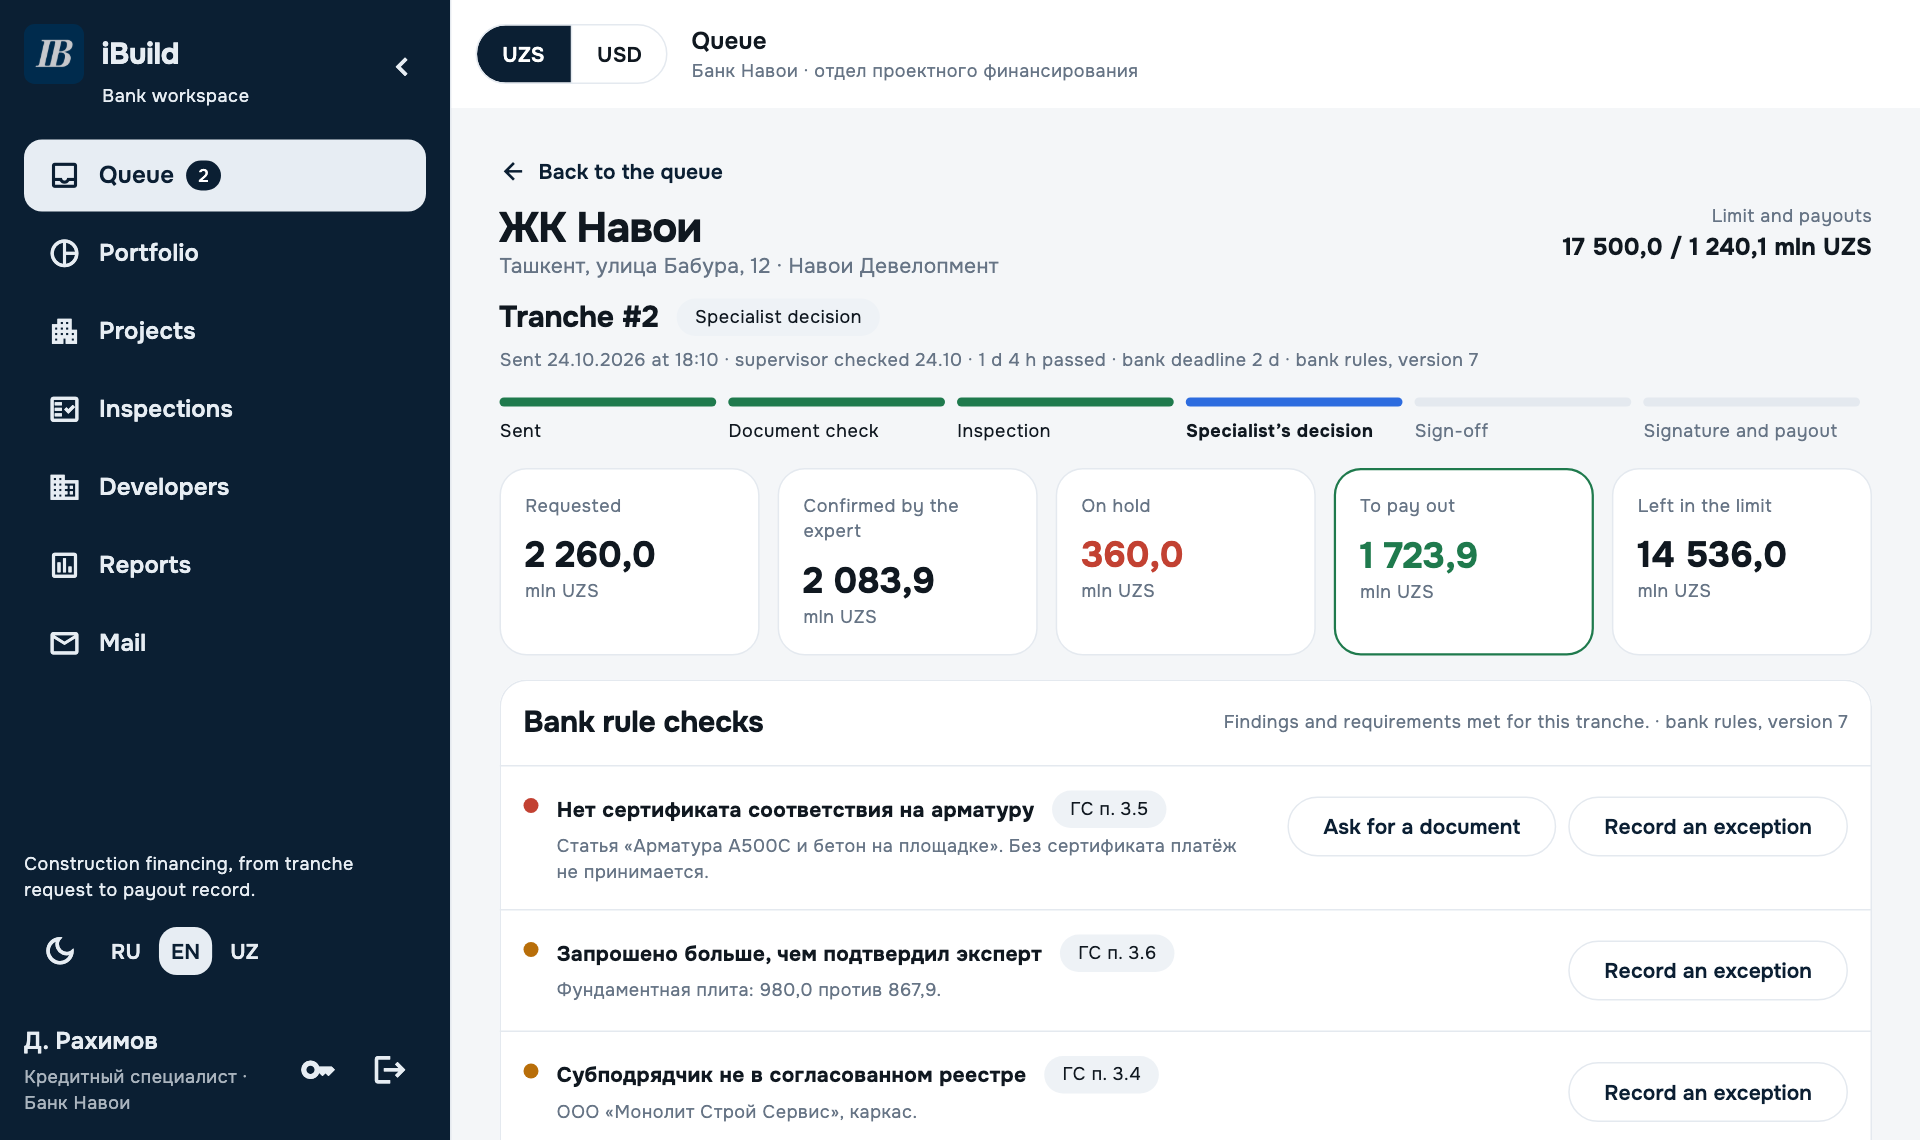 IB
iBuild
Bank workspace
Queue 2
Portfolio
Projects
Inspections
Developers
Reports
Mail
Construction financing, from tranche
request to payout record.
RU EN UZ
Д. Рахимов
Кредитный специалист ·
Банк Навои
UZS USD
Queue
Банк Навои · отдел проектного финансирования
Back to the queue
ЖК Навои
Ташкент, улица Бабура, 12 · Навои Девелопмент
Limit and payouts
17 500,0 / 1 240,1 mln UZS
Tranche #2 Specialist decision
Sent 24.10.2026 at 18:10 · supervisor checked 24.10 · 1 d 4 h passed · bank deadline 2 d · bank rules, version 7
Sent Document check Inspection Specialist’s decision Sign-off Signature and payout
Requested
2 260,0
mln UZS
Confirmed by the
expert
2 083,9
mln UZS
On hold
360,0
mln UZS
To pay out
1 723,9
mln UZS
Left in the limit
14 536,0
mln UZS
Bank rule checks Findings and requirements met for this tranche. · bank rules, version 7
Нет сертификата соответствия на арматуру ГС п. 3.5
Статья «Арматура А500С и бетон на площадке». Без сертификата платёж
не принимается.
Ask for a document Record an exception
Запрошено больше, чем подтвердил эксперт ГС п. 3.6
Фундаментная плита: 980,0 против 867,9.
Record an exception
Субподрядчик не в согласованном реестре ГС п. 3.4
ООО «Монолит Строй Сервис», каркас.
Record an exception